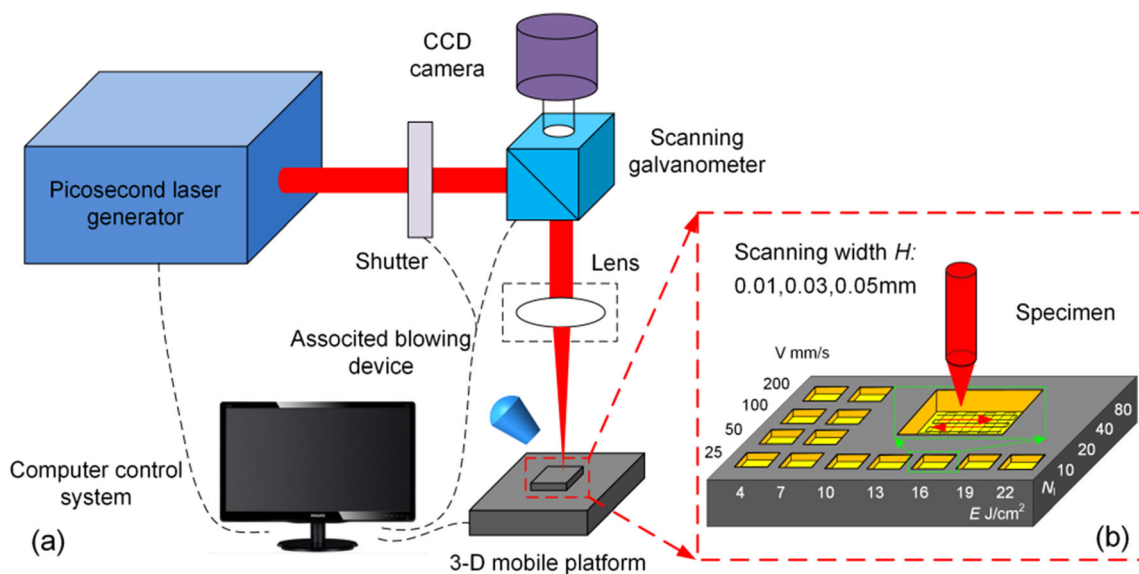 CCD
camera
Scanning
galvanometer
Picosecond laser
generator
Shutter
Lens
Associted blowing
device
Computer control
system
PHILIPS
3-D mobile platform
(a)
Scanning width H:
0.01,0.03,0.05mm
Specimen
V mm/s
200
100
50
25
80
40
20
10
4 7 10 13 16 19 22 Nl
E J/cm²
(b)